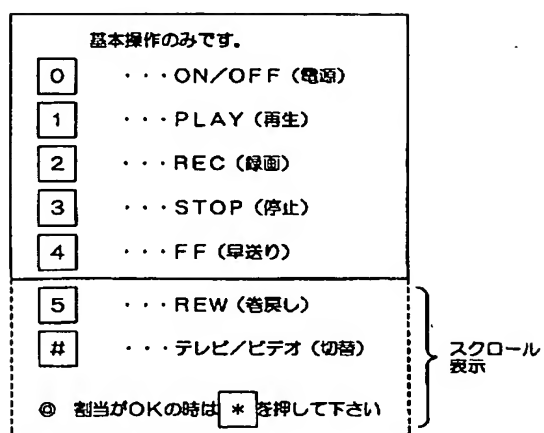 基本操作のみです。
0 ・・・ON/OFF(電源)
1 ・・・PLAY(再生)
2 ・・・REC(録画)
3 ・・・STOP(停止)
4 ・・・FF(早送り)
5 ・・・REW(巻戻し)
# ・・・テレビ/ビデオ(切替)
@ 割当がOKの時は * を押して下さい
スクロール
表示